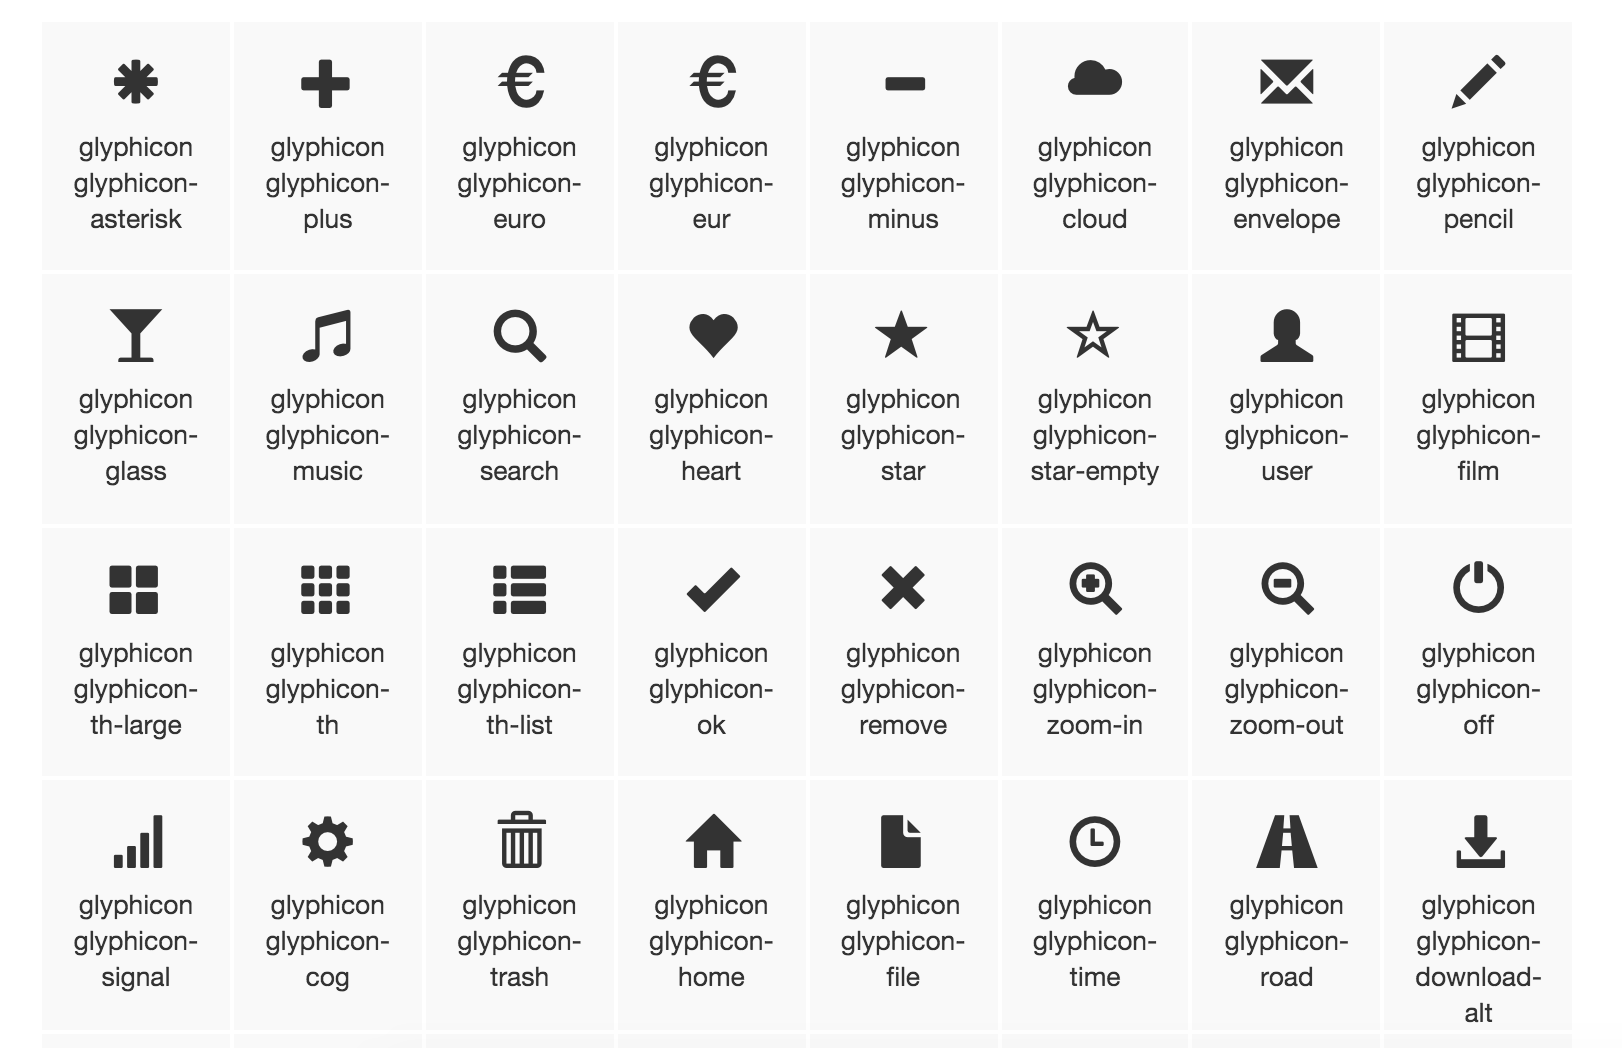 glyphicon
glyphicon-
asterisk
glyphicon
glyphicon-
plus
glyphicon
glyphicon-
euro
glyphicon
glyphicon-
eur
glyphicon
glyphicon-
minus
glyphicon
glyphicon-
cloud
glyphicon
glyphicon-
envelope
glyphicon
glyphicon-
pencil
glyphicon
glyphicon-
glass
glyphicon
glyphicon-
music
glyphicon
glyphicon-
search
glyphicon
glyphicon-
heart
glyphicon
glyphicon-
star
glyphicon
glyphicon-
star-empty
glyphicon
glyphicon-
user
glyphicon
glyphicon-
film
glyphicon
glyphicon-
th-large
glyphicon
glyphicon-
th
glyphicon
glyphicon-
th-list
glyphicon
glyphicon-
ok
glyphicon
glyphicon-
remove
glyphicon
glyphicon-
zoom-in
glyphicon
glyphicon-
zoom-out
glyphicon
glyphicon-
off
glyphicon
glyphicon-
signal
glyphicon
glyphicon-
cog
glyphicon
glyphicon-
trash
glyphicon
glyphicon-
home
glyphicon
glyphicon-
file
glyphicon
glyphicon-
time
glyphicon
glyphicon-
road
glyphicon
glyphicon-
download-
alt